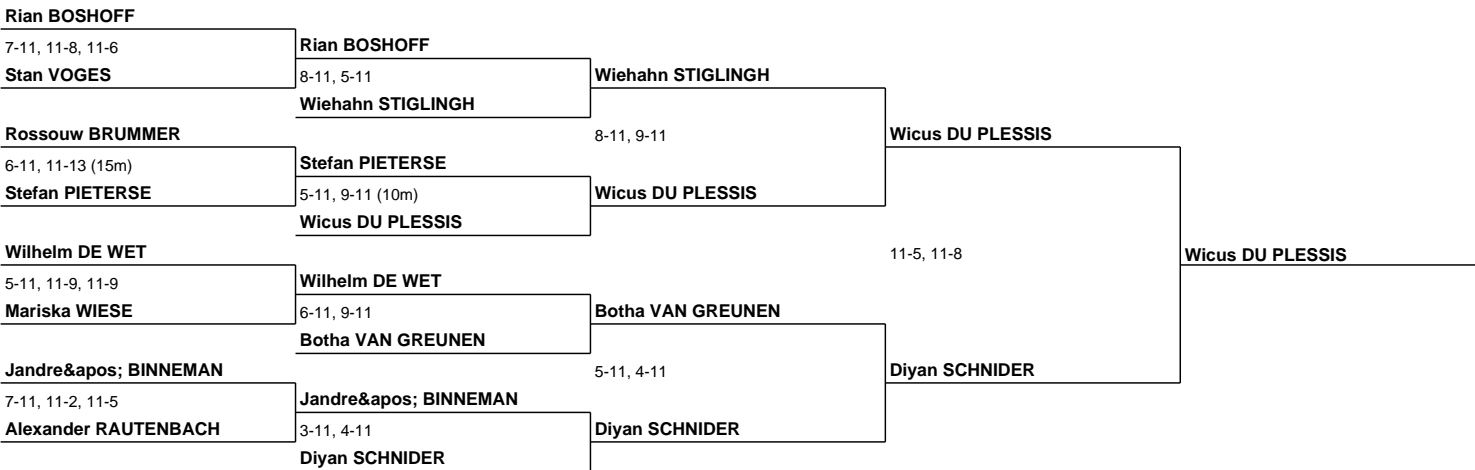 Rian BOSHOFF
7-11, 11-8, 11-6
Rian BOSHOFF
Stan VOGES
8-11, 5-11
Wiehahn STIGLINGH
Wiehahn STIGLINGH
Rossouw BRUMMER
8-11, 9-11
Wicus DU PLESSIS
6-11, 11-13 (15m)
Stefan PIETERSE
Stefan PIETERSE
5-11, 9-11 (10m)
Wicus DU PLESSIS
Wicus DU PLESSIS
Wilhelm DE WET
11-5, 11-8
Wicus DU PLESSIS
5-11, 11-9, 11-9
Wilhelm DE WET
Mariska WIESE
6-11, 9-11
Botha VAN GREUNEN
Botha VAN GREUNEN
Jandre&apos; BINNEMAN
5-11, 4-11
Diyan SCHNIDER
7-11, 11-2, 11-5
Jandre&apos; BINNEMAN
Alexander RAUTENBACH
3-11, 4-11
Diyan SCHNIDER
Diyan SCHNIDER